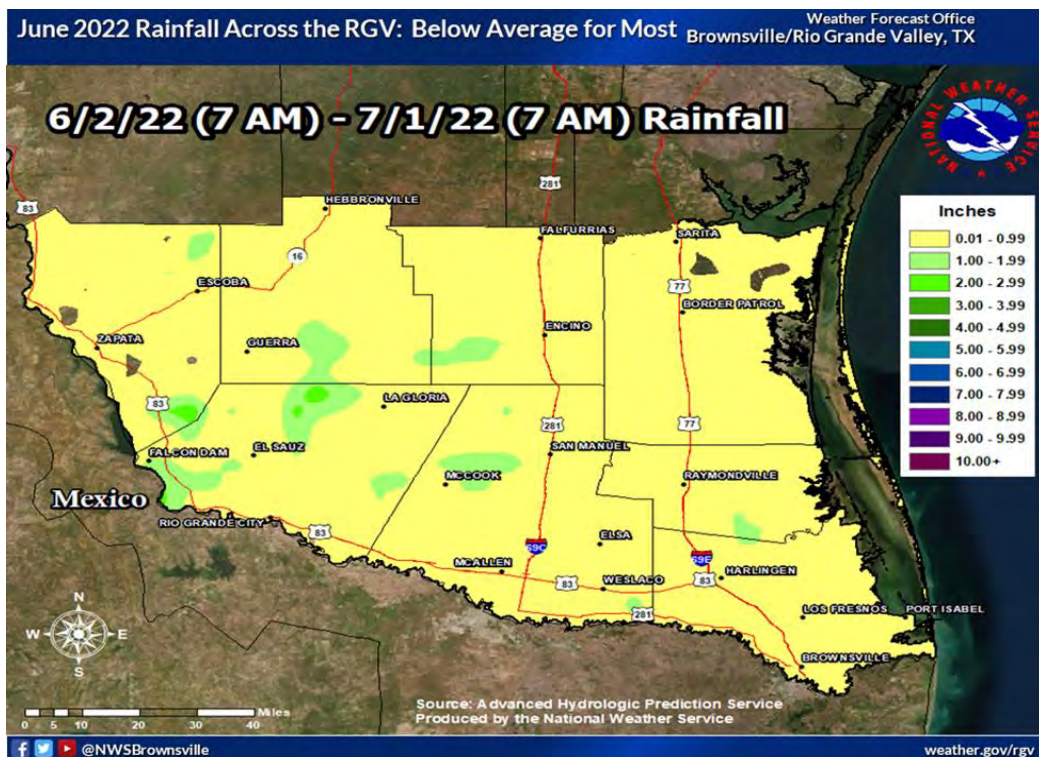 June 2022 Rainfall Across the RGV: Below Average for Most
Weather Forecast Office
Brownsville/Rio Grande Valley, TX
6/2/22 (7 AM) - 7/1/22 (7 AM) Rainfall
NATIONAL WEATHER SERVICE
Inches
0.01 - 0.99
1.00 - 1.99
2.00 - 2.99
3.00 - 3.99
4.00 - 4.99
5.00 - 5.99
6.00 - 6.99
7.00 - 7.99
8.00 - 8.99
9.00 - 9.99
10.00+
281
HEBBRONVILLE
83
FALFURRIAS
SARITA
16
ESCOBA
77
BORDER PATROL
ZAPATA
GUERRA
ENCINO
83
LA GLORIA
281
77
FALCON DAM
EL SAUZ
SAN MANUEL
MCCOOK
RAYMONDVILLE
Mexico
RIO GRANDE CITY
83
ELSA
69C
69E
MCALLEN
83
WESLACO
83
HARLINGEN
281
LOS FRESNOS
PORT ISABEL
BROWNSVILLE
N
W
E
S
Miles
0 5 10 20 30 40
Source: Advanced Hydrologic Prediction Service
Produced by the National Weather Service
@NWSBrownsville
weather.gov/rgv